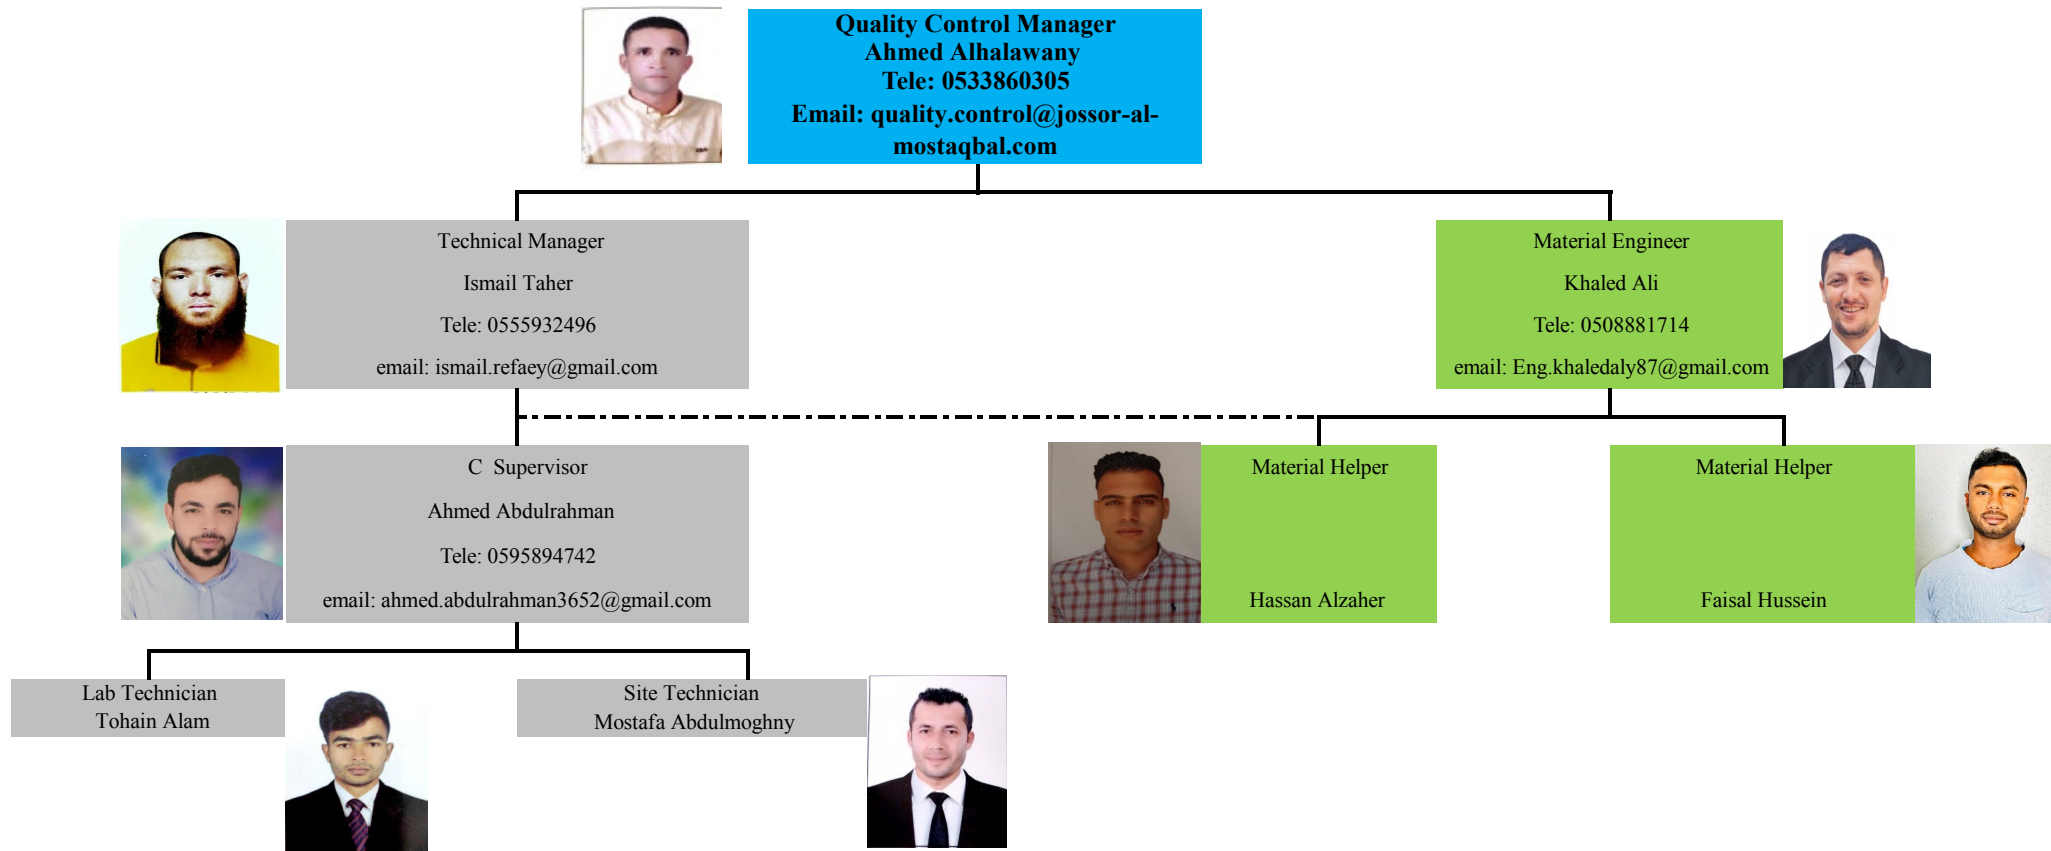 Quality Control Manager
Ahmed Alhalawany
Tele: 0533860305
Email: quality.control@jossor-al-
mostaqbal.com
Technical Manager
Ismail Taher
Tele: 0555932496
email: ismail.refaey@gmail.com
Material Engineer
Khaled Ali
Tele: 0508881714
email: Eng.khaledaly87@gmail.com
C  Supervisor
Ahmed Abdulrahman
Tele: 0595894742
email: ahmed.abdulrahman3652@gmail.com
Material Helper
Hassan Alzaher
Material Helper
Faisal Hussein
Lab Technician
Tohain Alam
Site Technician
Mostafa Abdulmoghny